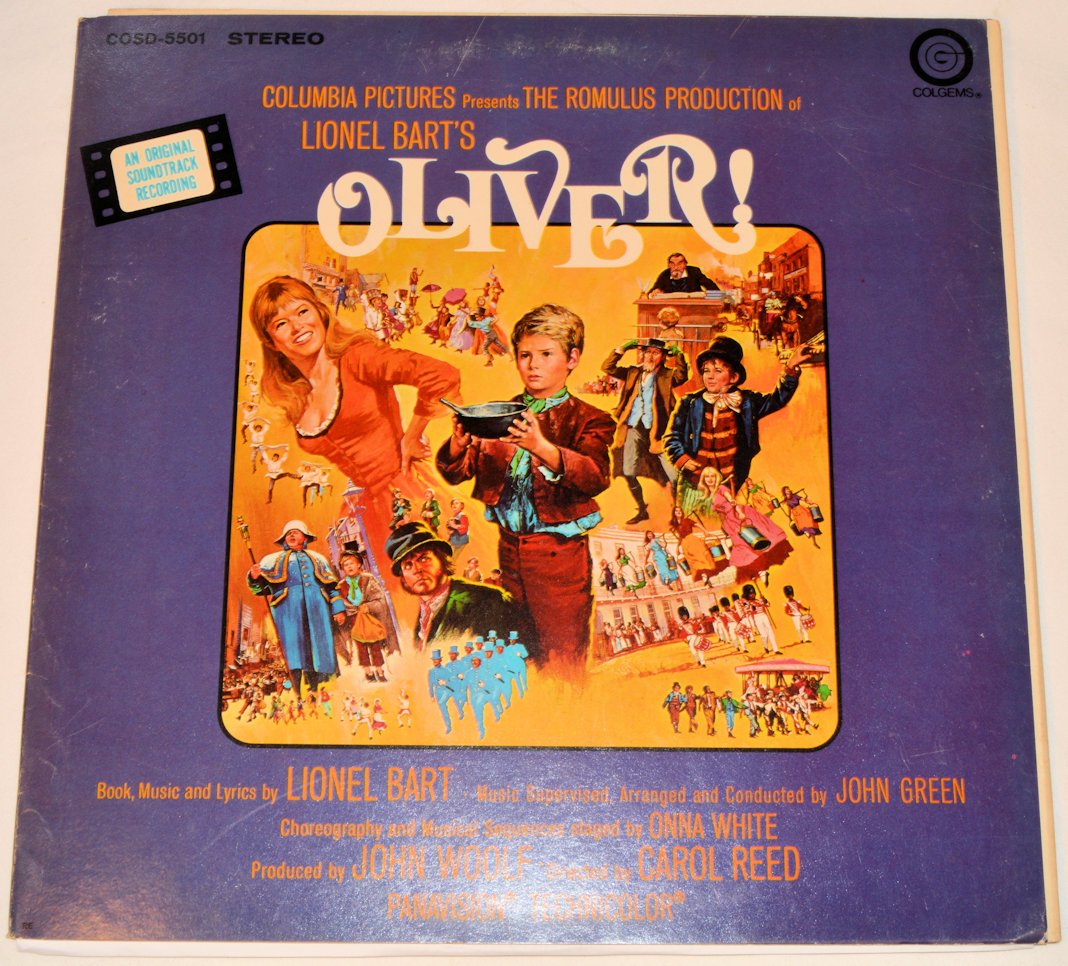 COSD-5501 STEREO
COLGEMS®
COLUMBIA PICTURES Presents THE ROMULUS PRODUCTION of
LIONEL BART'S
OLIVER!
AN ORIGINAL
SOUNDTRACK
RECORDING
Book, Music and Lyrics by LIONEL BART · Music Supervised, Arranged and Conducted by JOHN GREEN
Choreography and Musical Sequences staged by ONNA WHITE
Produced by JOHN WOOLF Directed by CAROL REED
PANAVISION® TECHNICOLOR®
RE